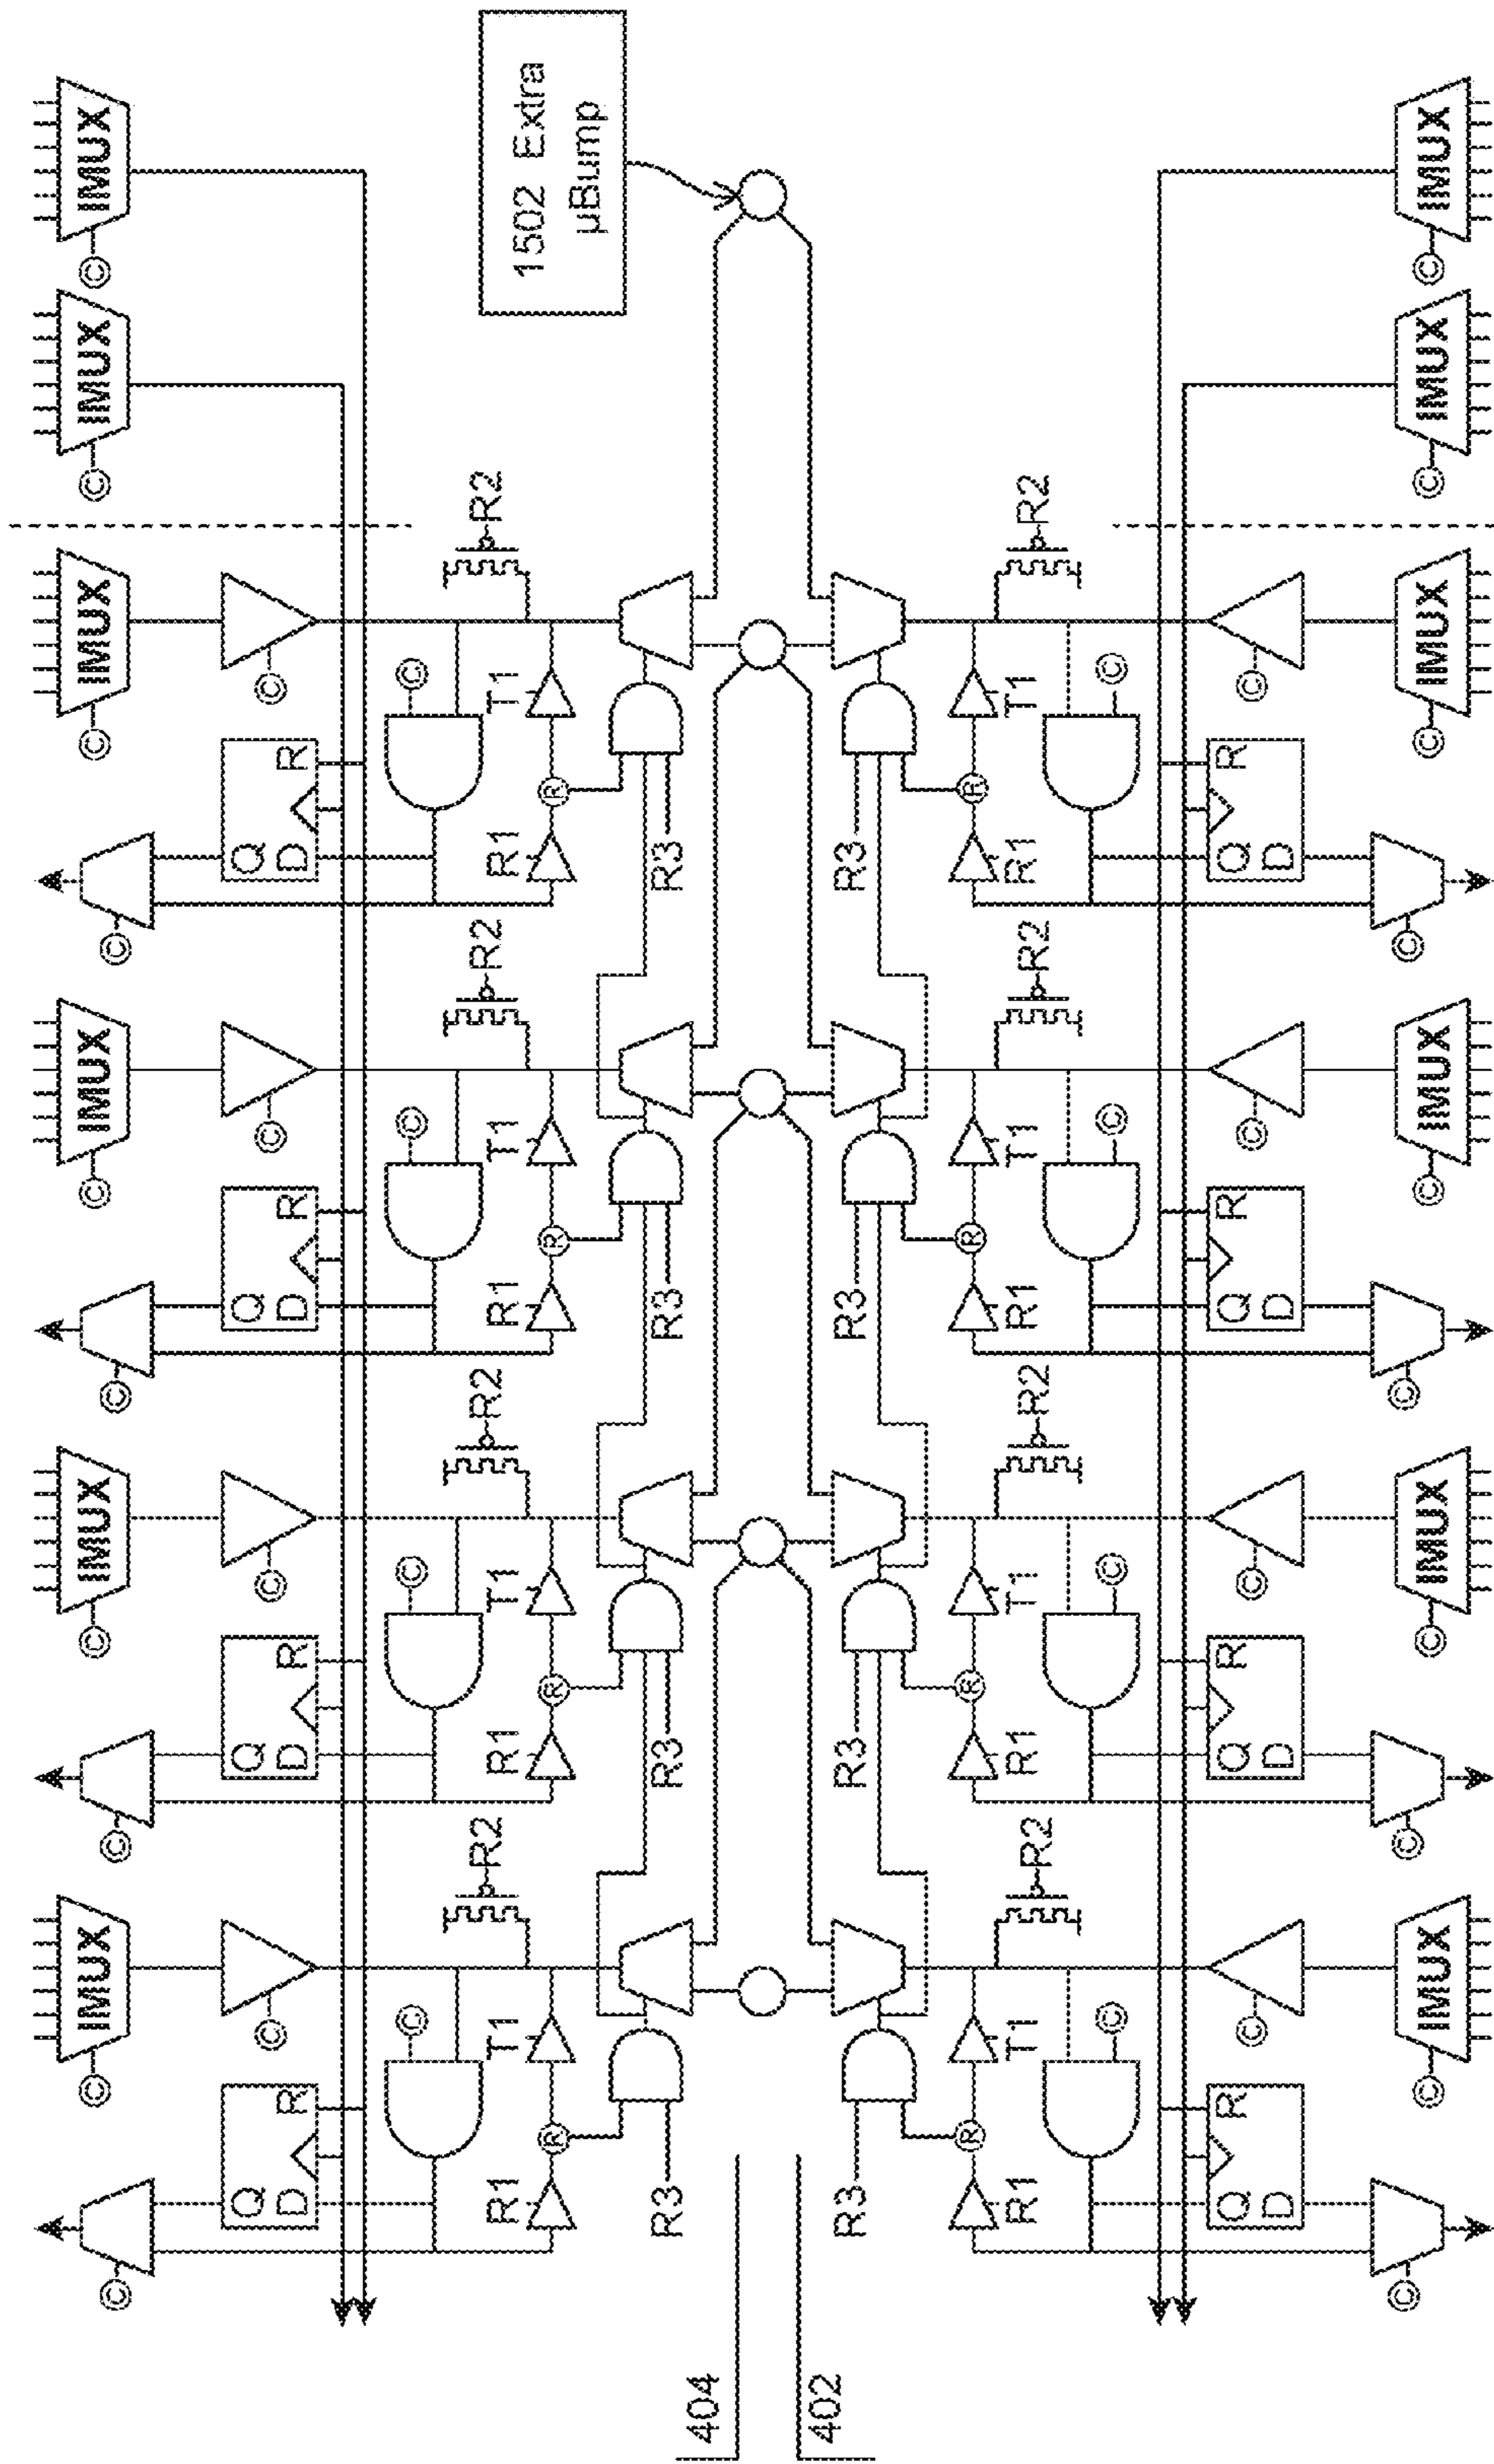 © IMUX © IMUX © IMUX © IMUX © IMUX © IMUX
© © © ©
Q Q Q Q
© © © ©
D R D R D R D R
© © © ©
R2 R2 R2 R2
R1 T1 R1 T1 R1 T1 R1 T1
1502 Extra
µBump
® ® ® ®
R3 R3 R3 R3
404
402
R3 R3 R3 R3
® ® ® ®
R1 T1 R1 T1 R1 T1 R1 T1
R2 R2 R2 R2
© © © ©
Q R Q R Q R Q R
© © © ©
D D D D
© © © ©
© IMUX © IMUX © IMUX © IMUX © IMUX © IMUX